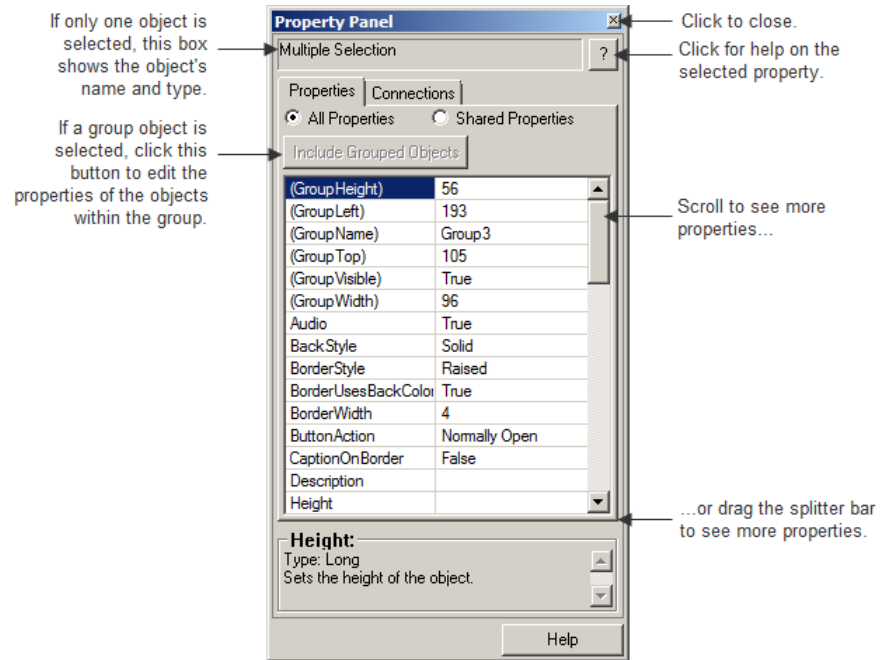 If only one object is
selected, this box
shows the object's
name and type.
If a group object is
selected, click this
button to edit the
properties of the objects
within the group.
Property Panel
Multiple Selection
?
Properties Connections
All Properties Shared Properties
Include Grouped Objects
(GroupHeight) 56
(GroupLeft) 193
(GroupName) Group3
(GroupTop) 105
(GroupVisible) True
(GroupWidth) 96
Audio True
BackStyle Solid
BorderStyle Raised
BorderUsesBackColor True
BorderWidth 4
ButtonAction Normally Open
CaptionOnBorder False
Description
Height
Height:
Type: Long
Sets the height of the object.
Help
Click to close.
Click for help on the
selected property.
Scroll to see more
properties...
...or drag the splitter bar
to see more properties.